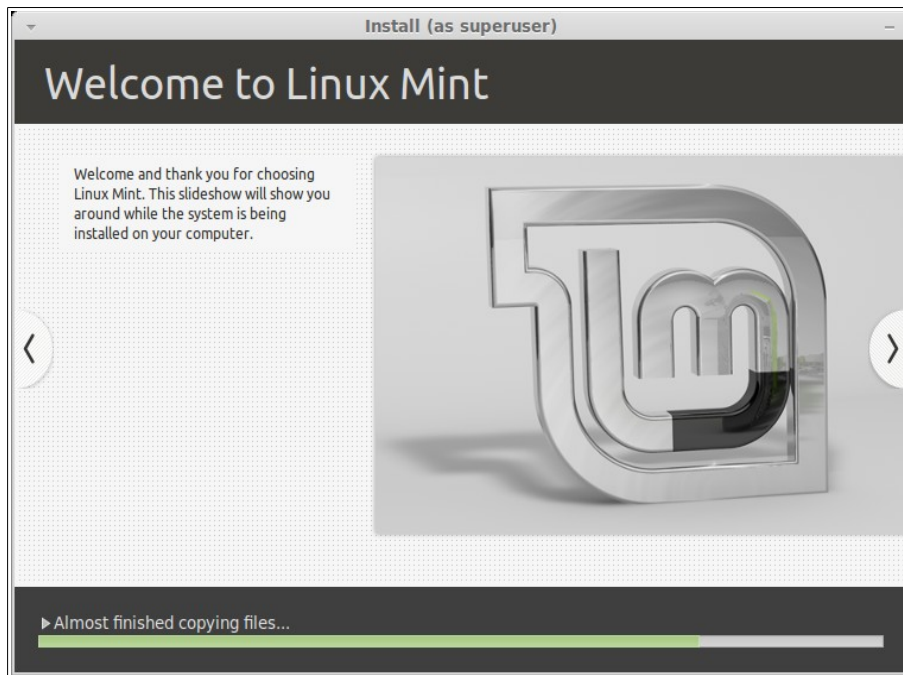 Install (as superuser)
Welcome to Linux Mint
Welcome and thank you for choosing
Linux Mint. This slideshow will show you
around while the system is being
installed on your computer.
Almost finished copying files...